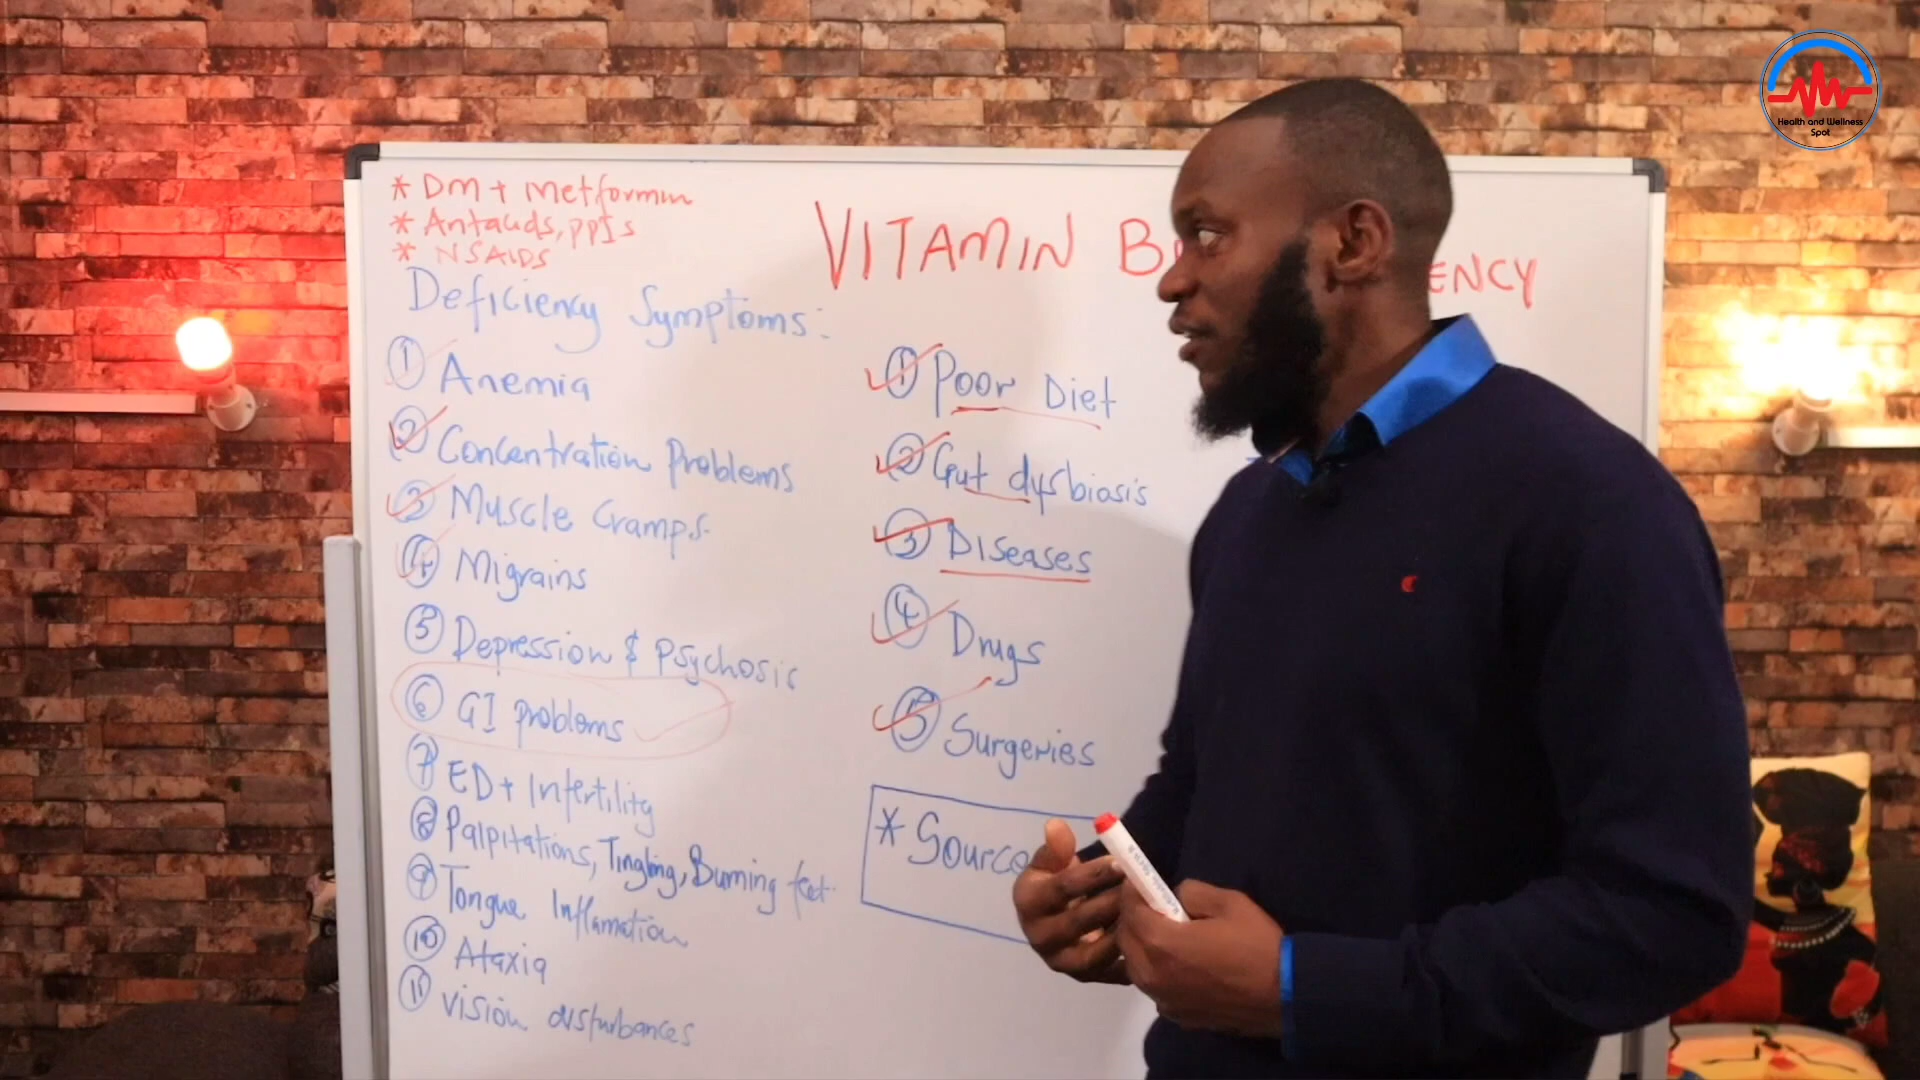 * DM + Metformin
* Antacids, PPIs
* NSAIDS
VITAMIN B ENCY
Deficiency Symptoms:
① Anemia
② Concentration Problems
③ Muscle Cramps.
④ Migrains
⑤ Depression & Psychosis
⑥ GI problems
⑦ ED + Infertility
⑧ Palpitations, Tingling, Burning feet.
⑨ Tongue Inflamation
⑩ Ataxia
⑪ Vision disturbances
① Poor Diet
② Gut dysbiosis
③ Diseases
④ Drugs
⑤ Surgeries
* Source
Health and Wellness
Spot